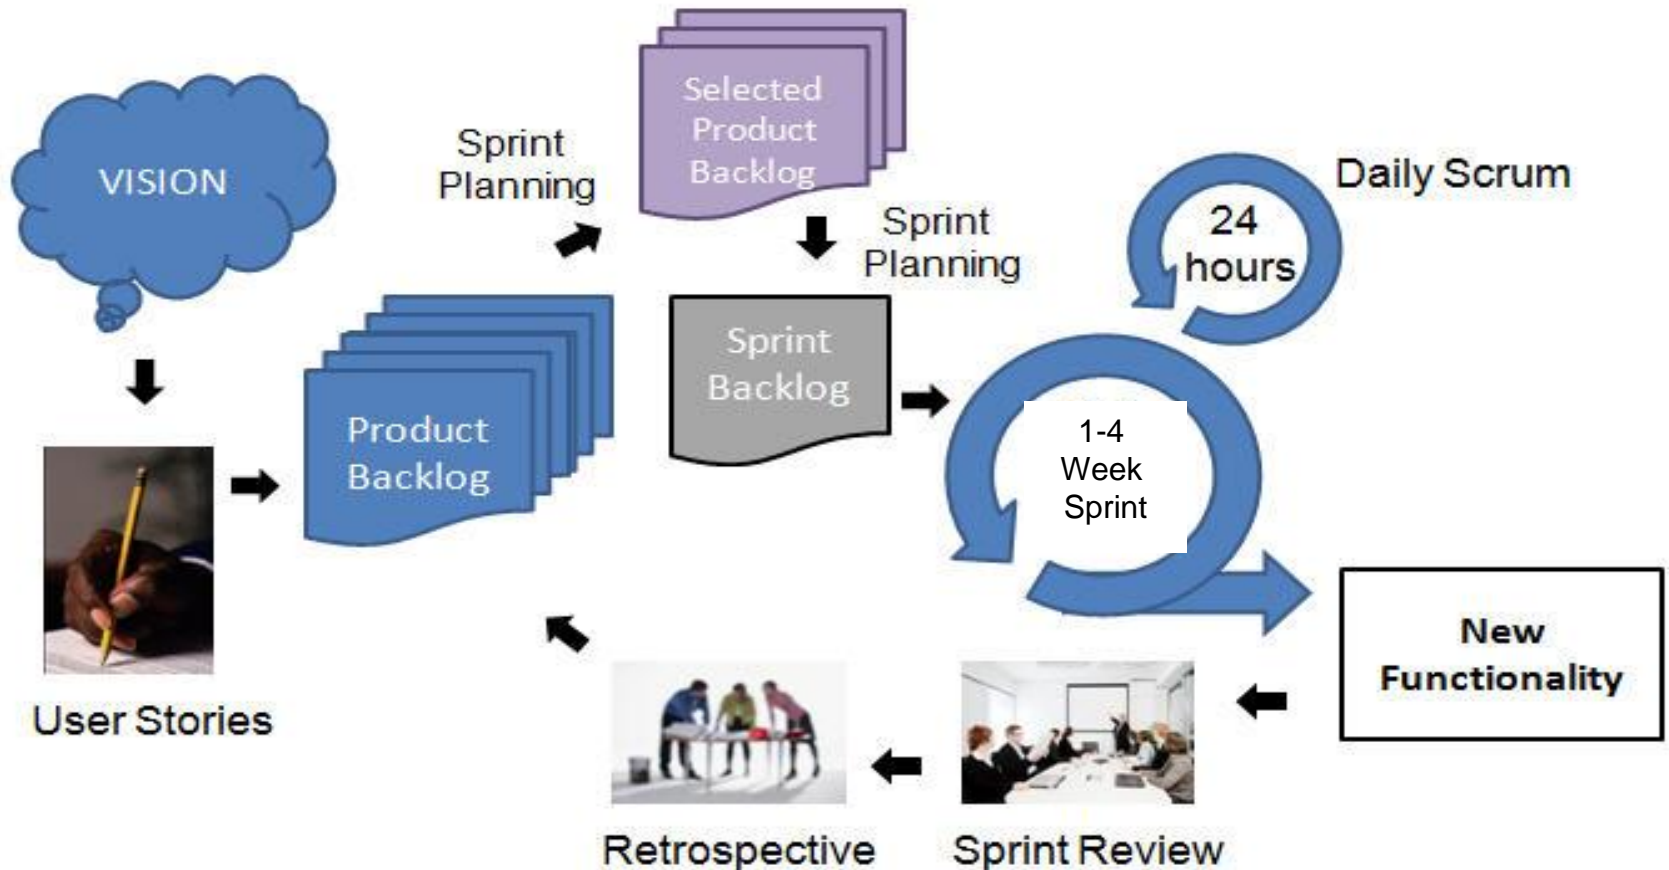 VISION
User Stories
Product
Backlog
Sprint
Planning
Selected
Product
Backlog
Sprint
Planning
Sprint
Backlog
1-4
Week
Sprint
24
hours
Daily Scrum
New
Functionality
Sprint Review
Retrospective